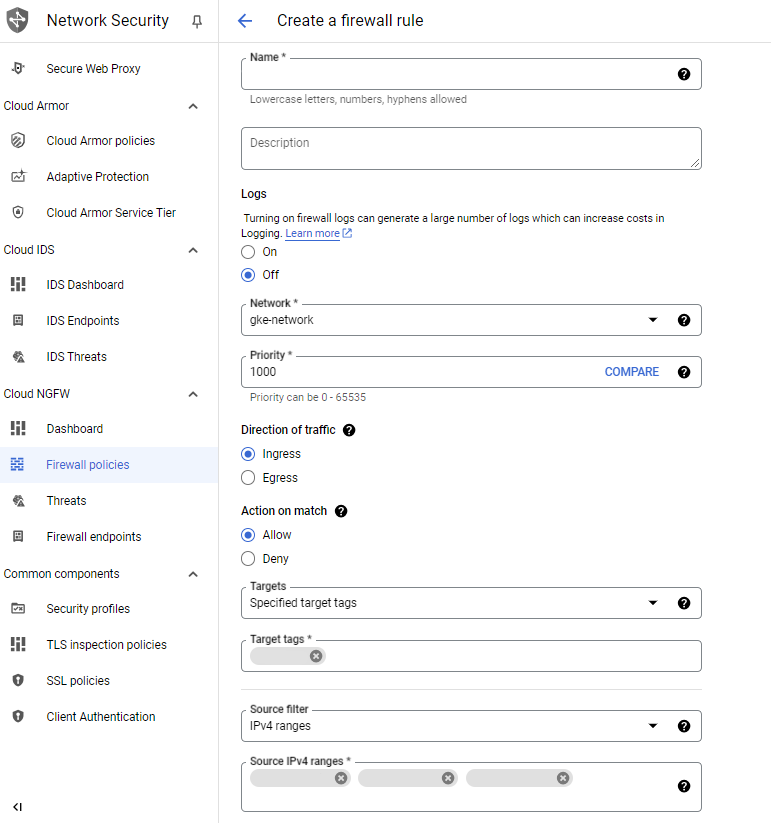 Network Security
Create a firewall rule
Secure Web Proxy
Cloud Armor
Cloud Armor policies
Adaptive Protection
Cloud Armor Service Tier
Cloud IDS
IDS Dashboard
IDS Endpoints
IDS Threats
Cloud NGFW
Dashboard
Firewall policies
Threats
Firewall endpoints
Common components
Security profiles
TLS inspection policies
SSL policies
Client Authentication
Name *
Lowercase letters, numbers, hyphens allowed
Description
Logs
Turning on firewall logs can generate a large number of logs which can increase costs in
Logging. Learn more
On
Off
Network *
gke-network
Priority *
1000
COMPARE
Priority can be 0 - 65535
Direction of traffic
Ingress
Egress
Action on match
Allow
Deny
Targets
Specified target tags
Target tags *
Source filter
IPv4 ranges
Source IPv4 ranges *